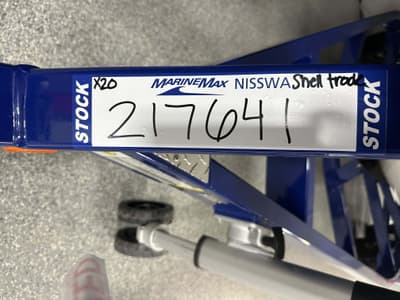 STOCK
x20 MARINEMAX NISSWA Shell trade
217641
STOCK